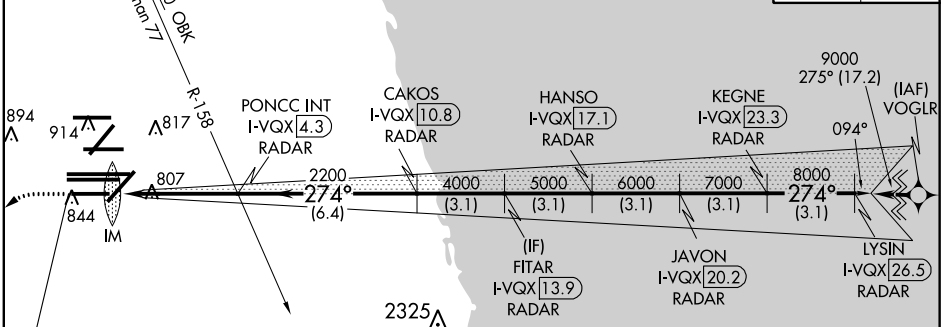 OBK
R-158
894
914
817
807
844
IM
PONCC INT
I-VQX 4.3
RADAR
CAKOS
I-VQX 10.8
RADAR
HANSO
I-VQX 17.1
RADAR
KEGNE
I-VQX 23.3
RADAR
9000
275° (17.2)
(IAF)
VOGLR
094°
2200
274°
(6.4)
4000
(3.1)
5000
(3.1)
6000
(3.1)
7000
(3.1)
8000
274°
(3.1)
(IF)
FITAR
I-VQX 13.9
RADAR
JAVON
I-VQX 20.2
RADAR
LYSIN
I-VQX 26.5
RADAR
2325